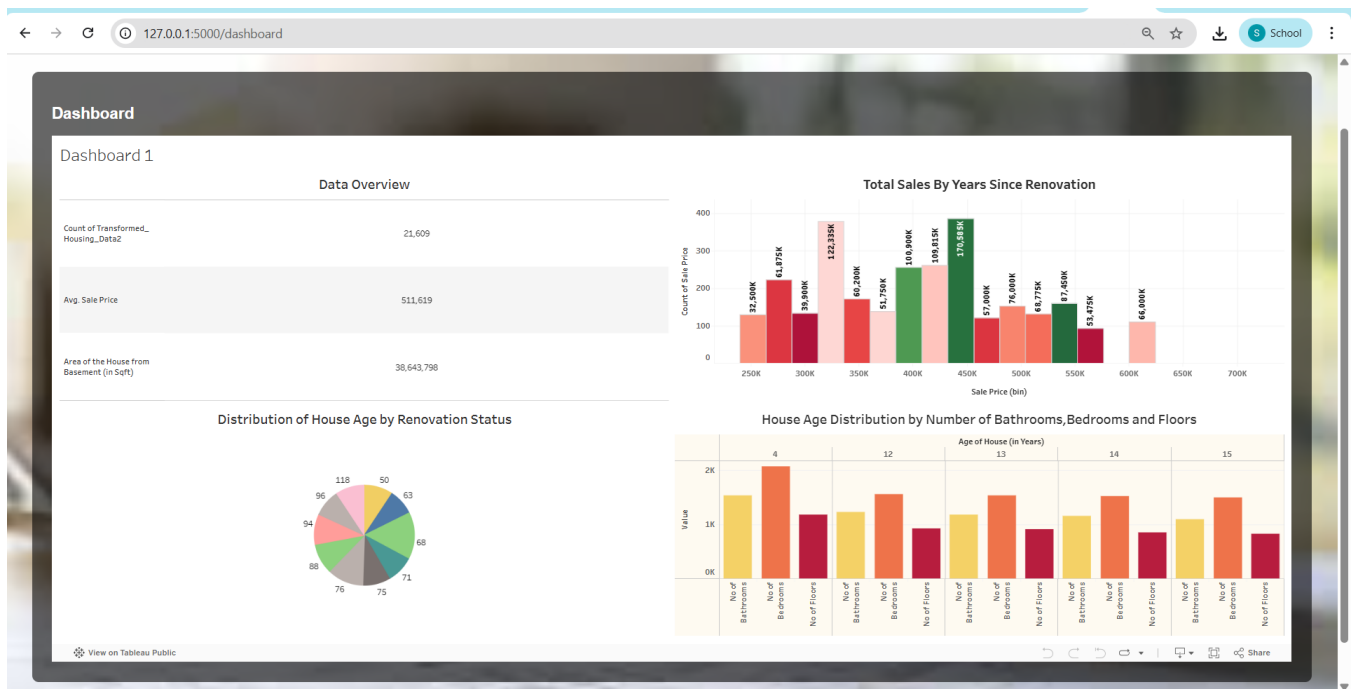 127.0.0.1:5000/dashboard
S
School
Dashboard
Dashboard 1
Data Overview
Count of Transformed_
Housing_Data2
21,609
Avg. Sale Price
511,619
Area of the House from
Basement (in Sqft)
38,643,798
Total Sales By Years Since Renovation
Count of Sale Price
400
300
200
100
0
32,500K
61,875K
39,900K
122,335K
60,200K
51,750K
100,900K
109,815K
170,585K
57,000K
76,000K
68,775K
87,450K
53,475K
66,000K
250K
300K
350K
400K
450K
500K
550K
600K
650K
700K
Sale Price (bin)
Distribution of House Age by Renovation Status
50
63
68
71
75
76
88
94
96
118
House Age Distribution by Number of Bathrooms,Bedrooms and Floors
Age of House (in Years)
4
12
13
14
15
Value
2K
1K
0K
No of
Bathrooms
No of
Bedrooms
No of Floors
No of
Bathrooms
No of
Bedrooms
No of Floors
No of
Bathrooms
No of
Bedrooms
No of Floors
No of
Bathrooms
No of
Bedrooms
No of Floors
No of
Bathrooms
No of
Bedrooms
No of Floors
View on Tableau Public
Share